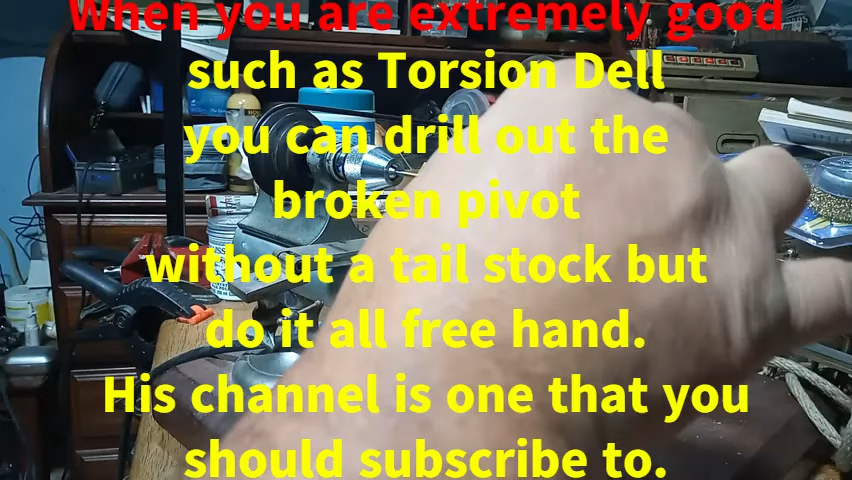 When you are extremely good
such as Torsion Dell
you can drill out the
broken pivot
without a tail stock but
do it all free hand.
His channel is one that you
should subscribe to.